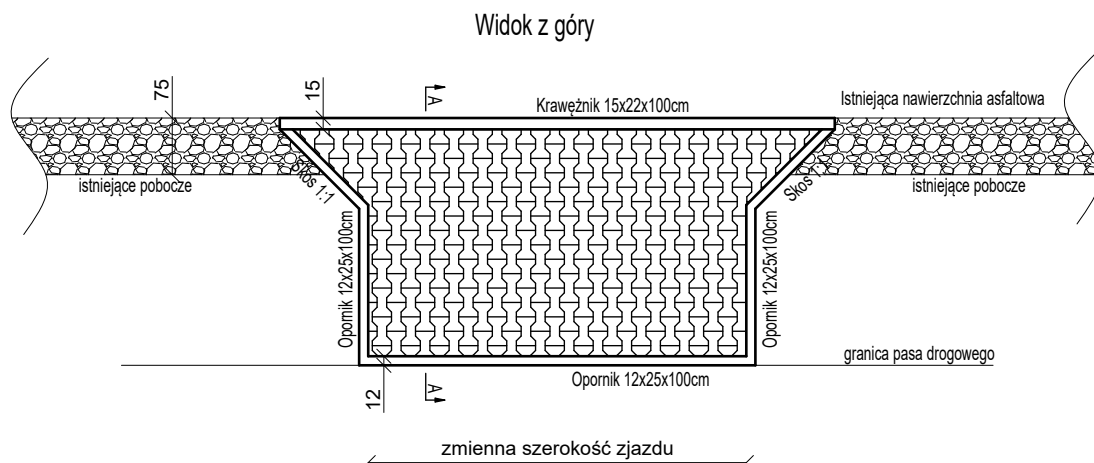 Widok z góry
75
15
A
Krawężnik 15x22x100cm
Istniejąca nawierzchnia asfaltowa
istniejące pobocze
Skos 1:1
Skos 1:1
istniejące pobocze
Opornik 12x25x100cm
Opornik 12x25x100cm
granica pasa drogowego
12
A
Opornik 12x25x100cm
zmienna szerokość zjazdu